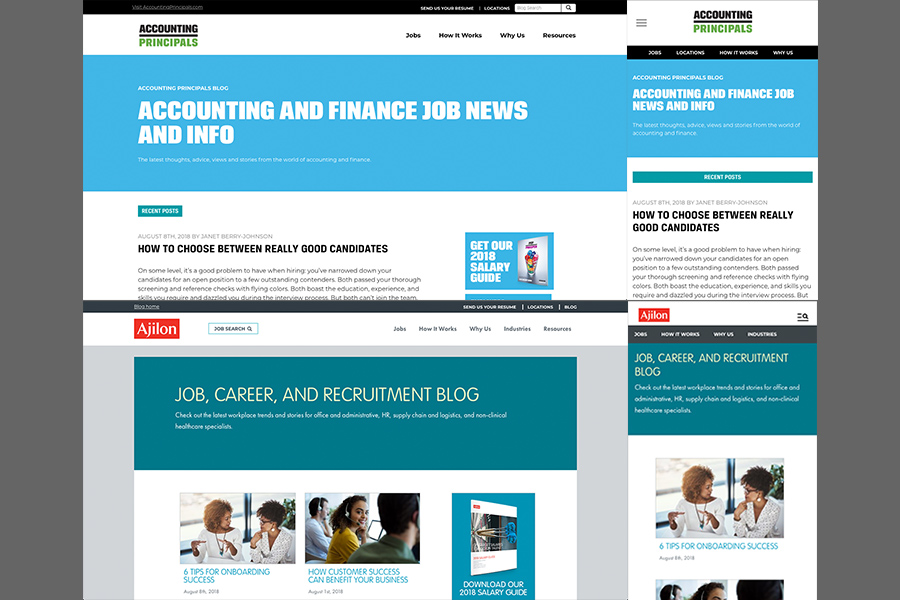 Visit AccountingPrincipals.com
SEND US YOUR RESUME | LOCATIONS
Blog Search
ACCOUNTING
PRINCIPALS
Jobs How It Works Why Us Resources
ACCOUNTING PRINCIPALS BLOG
ACCOUNTING AND FINANCE JOB NEWS
AND INFO
The latest thoughts, advice, views and stories from the world of accounting and finance.
RECENT POSTS
AUGUST 8TH, 2018 BY JANET BERRY-JOHNSON
HOW TO CHOOSE BETWEEN REALLY GOOD CANDIDATES
On some level, it's a good problem to have when hiring: you've narrowed down your
candidates for an open position to a few outstanding contenders. Both passed your thorough
screening and reference checks with flying colors. Both boast the education, experience, and
skills you require and dazzled you during the interview process. But both can't join the team.
GET OUR
2018
SALARY
GUIDE
ACCOUNTING
PRINCIPALS
JOBS LOCATIONS HOW IT WORKS WHY US
ACCOUNTING PRINCIPALS BLOG
ACCOUNTING AND FINANCE JOB
NEWS AND INFO
The latest thoughts, advice, views and stories from the world of
accounting and finance.
RECENT POSTS
AUGUST 8TH, 2018 BY JANET BERRY-JOHNSON
HOW TO CHOOSE BETWEEN REALLY
GOOD CANDIDATES
On some level, it's a good problem to have when hiring:
you've narrowed down your candidates for an open
position to a few outstanding contenders. Both passed
your thorough screening and reference checks with flying
colors. Both boast the education, experience, and skills you
require and dazzled you during the interview process. But
Blog home
SEND US YOUR RESUME | LOCATIONS | BLOG
Ajilon
JOB SEARCH
Jobs How It Works Why Us Industries Resources
JOB, CAREER, AND RECRUITMENT BLOG
Check out the latest workplace trends and stories for office and administrative, HR, supply chain and logistics, and non-clinical
healthcare specialists.
6 TIPS FOR ONBOARDING
SUCCESS
August 8th, 2018
HOW CUSTOMER SUCCESS
CAN BENEFIT YOUR BUSINESS
August 1st, 2018
DOWNLOAD OUR
2018 SALARY GUIDE
Ajilon
JOBS HOW IT WORKS WHY US INDUSTRIES
JOB, CAREER, AND RECRUITMENT
BLOG
Check out the latest workplace trends and stories for office and
administrative, HR, supply chain and logistics, and non-clinical
healthcare specialists.
6 TIPS FOR ONBOARDING SUCCESS
August 8th, 2018